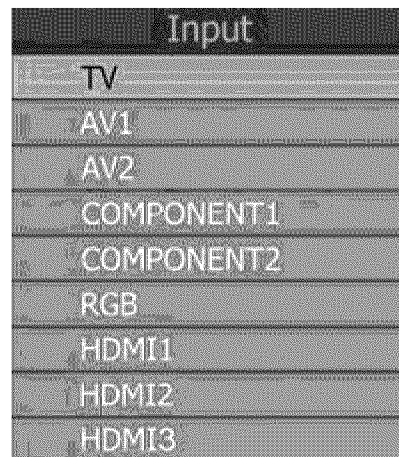 Input
TV
AV1
AV2
COMPONENT1
COMPONENT2
RGB
HDMI1
HDMI2
HDMI3